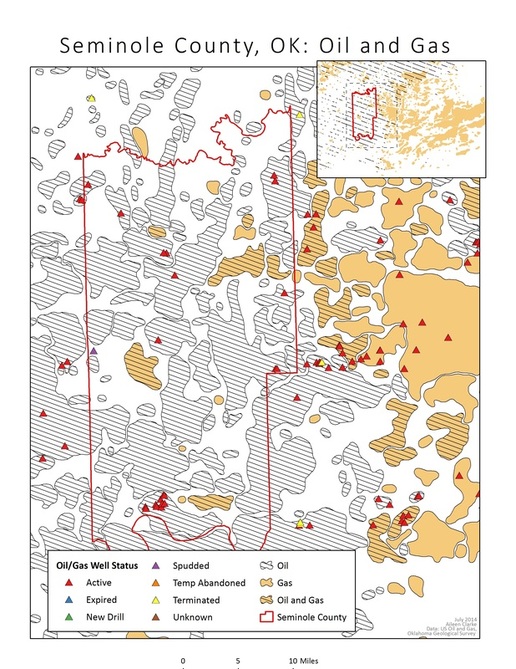 Seminole County, OK: Oil and Gas
Oil/Gas Well Status
Active
Expired
New Drill
Spudded
Temp Abandoned
Terminated
Unknown
Oil
Gas
Oil and Gas
Seminole County
July 2014
Aileen Clarke
Data: US Oil and Gas,
Oklahoma Geological Survey
0 5 10 Miles